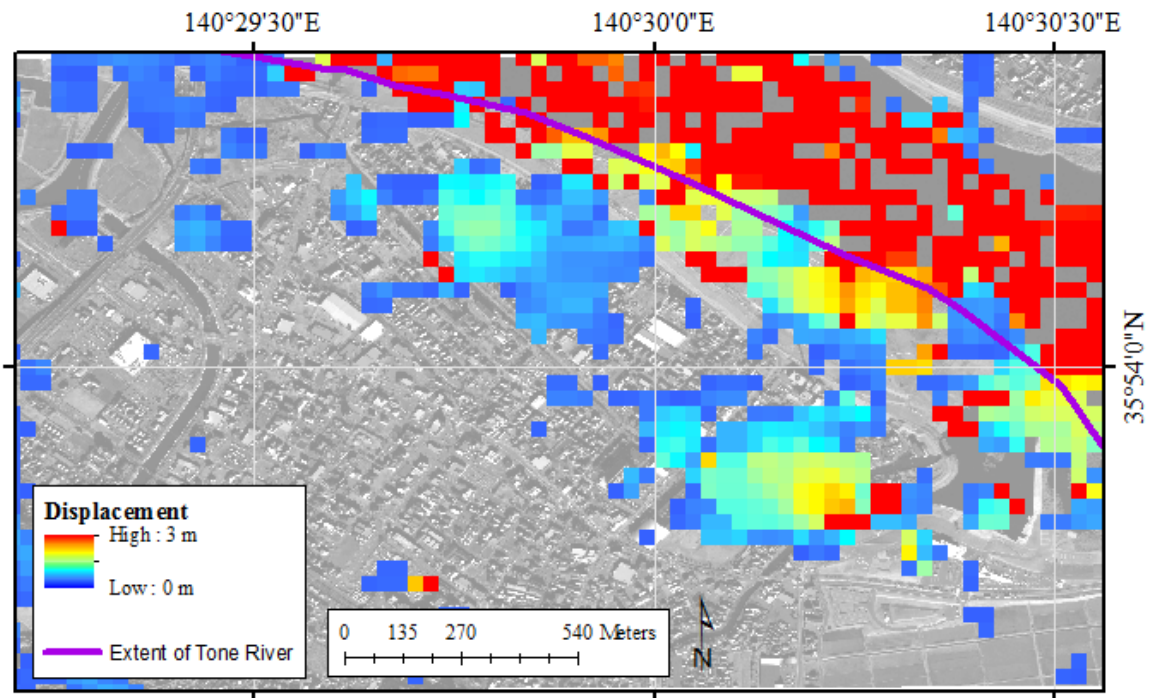 140°29'30"E 140°30'0"E 140°30'30"E
35°54'0"N
Displacement
High : 3 m
Low : 0 m
Extent of Tone River
0 135 270 540 Meters
N